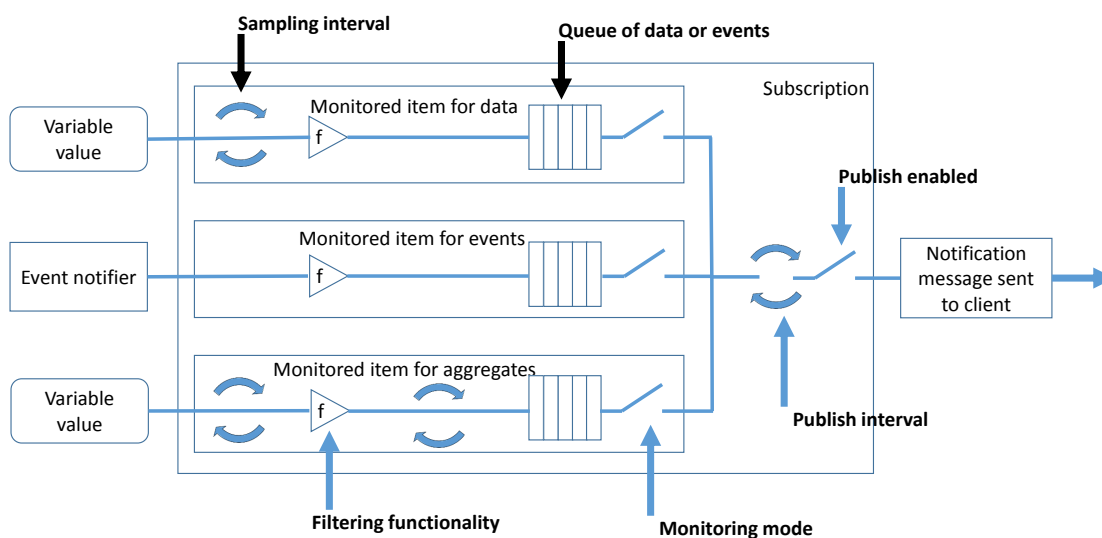 Sampling interval
Queue of data or events
Subscription
Monitored item for data
Variable
value
f
Publish enabled
Monitored item for events
Event notifier
f
Notification
message sent
to client
Monitored item for aggregates
Variable
value
f
Publish interval
Filtering functionality
Monitoring mode